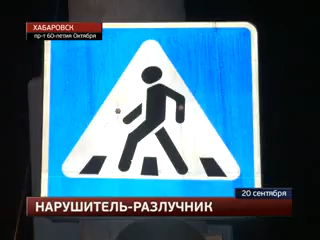 ХАБАРОВСК
пр-т 60-летия Октября
20 сентября
НАРУШИТЕЛЬ-РАЗЛУЧНИК